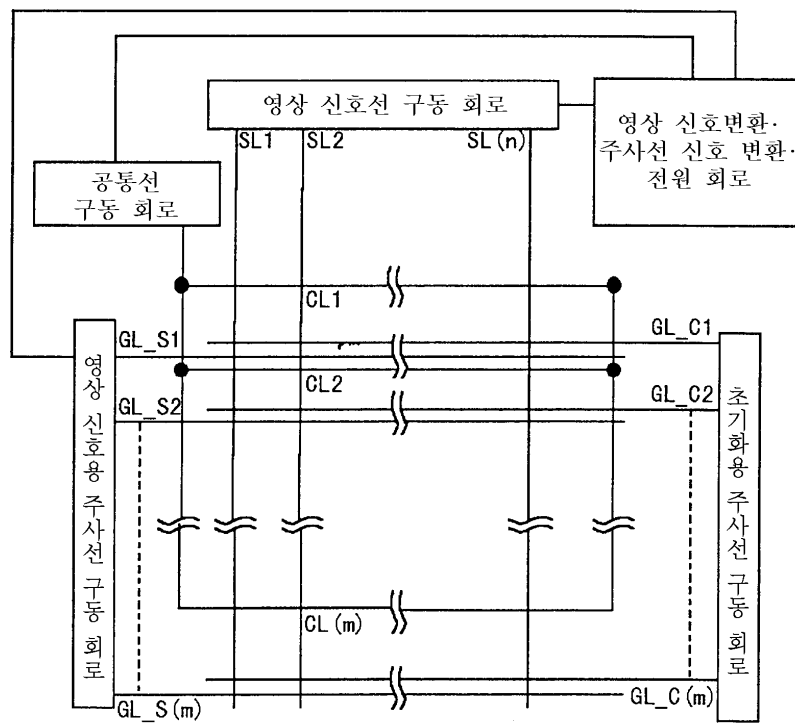 영상 신호선 구동 회로
영상 신호변환·
주사선 신호 변환·
전원 회로
SL1
SL2
SL(n)
공통선
구동 회로
CL1
GL_S1
GL_C1
CL2
GL_S2
GL_C2
영상 신호용 주사선 구동 회로
초기화용 주사선 구동 회로
CL(m)
GL_S(m)
GL_C(m)